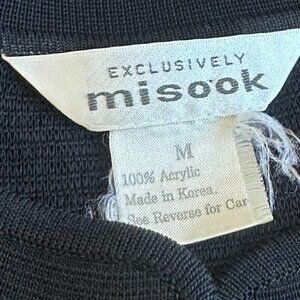 EXCLUSIVELY
misook
M
100% Acrylic
Made in Korea.
See Reverse for Car